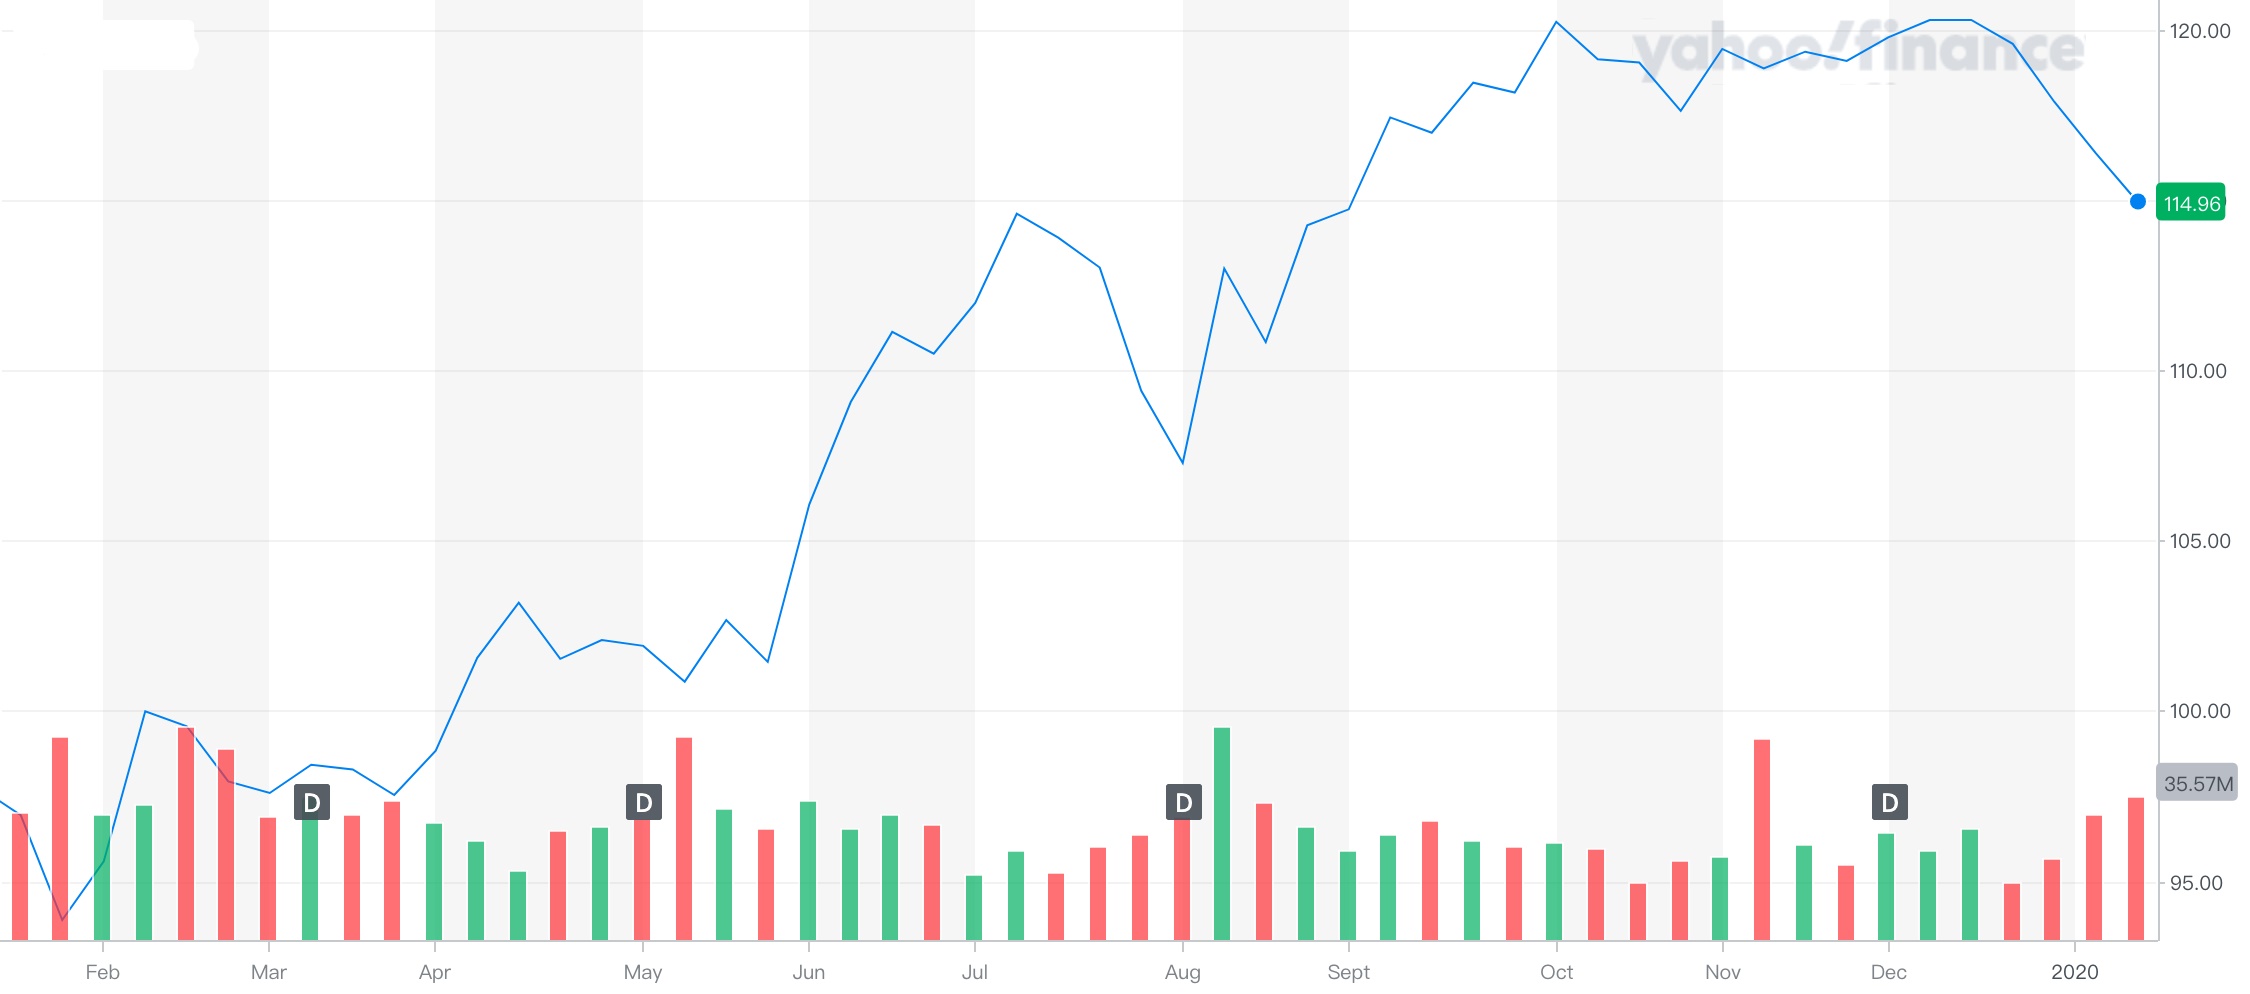 yahoo!finance
120.00
114.96
110.00
105.00
100.00
35.57M
95.00
D D D D
Feb Mar Apr May Jun Jul Aug Sept Oct Nov Dec 2020